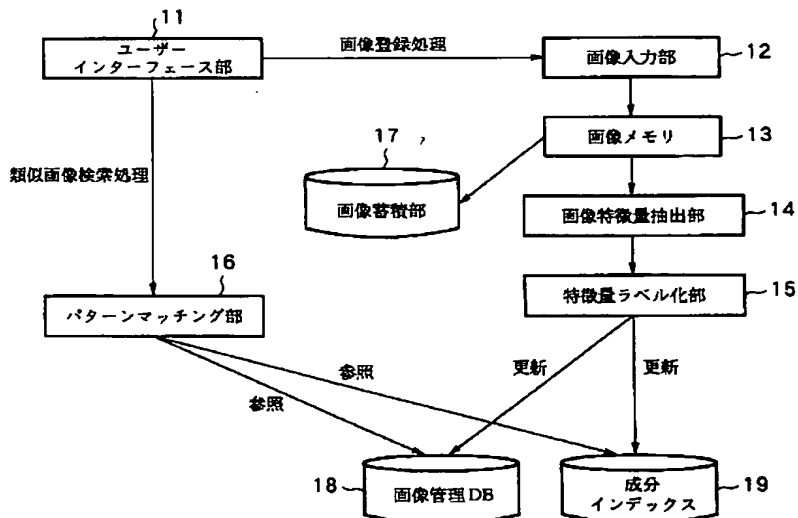 11
ユーザー
インターフェース部
画像登録処理
画像入力部
12
画像メモリ
13
17
画像蓄積部
類似画像検索処理
画像特徴量抽出部
14
16
パターンマッチング部
特徴量ラベル化部
15
参照
参照
更新
更新
18
画像管理DB
成分
インデックス
19